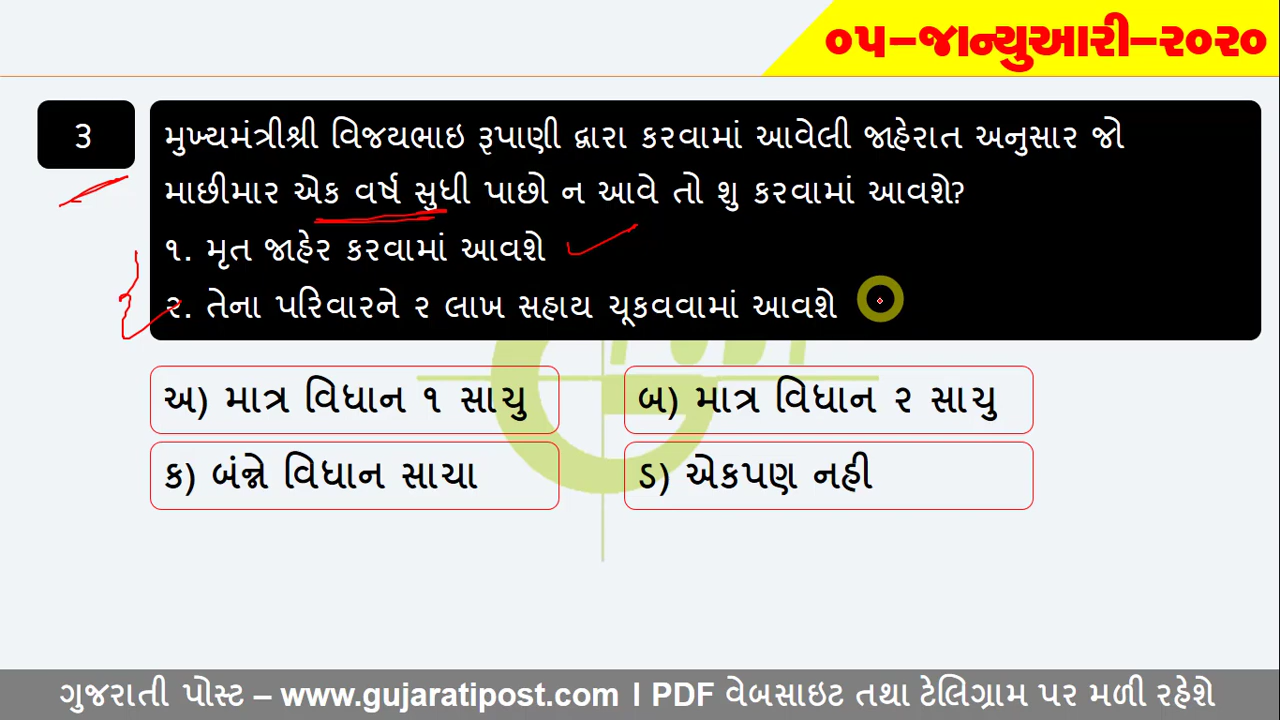 ૦૫-જાન્યુઆરી-૨૦૨૦
૩
મુખ્યમંત્રીશ્રી વિજયભાઇ રૂપાણી દ્વારા કરવામાં આવેલી જાહેરાત અનુસાર જો
માછીમાર એક વર્ષ સુધી પાછો ન આવે તો શુ કરવામાં આવશે?
૧. મૃત જાહેર કરવામાં આવશે
૨. તેના પરિવારને ૨ લાખ સહાય ચૂકવવામાં આવશે
અ) માત્ર વિધાન ૧ સાચુ
બ) માત્ર વિધાન ૨ સાચુ
ક) બંન્ને વિધાન સાચા
ડ) એકપણ નહી
ગુજરાતી પોસ્ટ – www.gujaratipost.com l PDF વેબસાઇટ તથા ટેલિગ્રામ પર મળી રહેશે